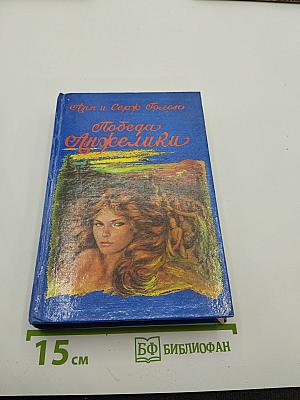 Анн и Серж Голон
Победа
Анжелики
15 см
БФ БИБЛИОФАН